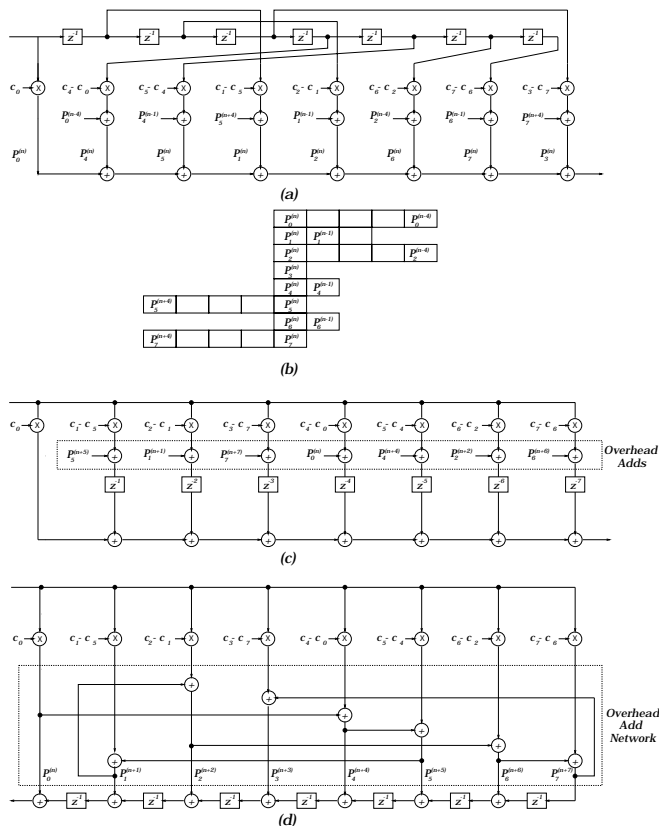 z⁻¹ z⁻¹ z⁻¹ z⁻¹ z⁻¹ z⁻¹ z⁻¹
c₀ X c₄- c₀ X c₅- c₄ X c₁- c₅ X c₂- c₁ X c₆- c₂ X c₇- c₆ X c₃- c₇ X
P₀⁽ⁿ⁻⁴⁾ + P₄⁽ⁿ⁻¹⁾ + P₅⁽ⁿ⁺⁴⁾ + P₁⁽ⁿ⁻¹⁾ + P₂⁽ⁿ⁻⁴⁾ + P₆⁽ⁿ⁻¹⁾ + P₇⁽ⁿ⁺⁴⁾ +
P₀⁽ⁿ⁾ P₄⁽ⁿ⁾ P₅⁽ⁿ⁾ P₁⁽ⁿ⁾ P₂⁽ⁿ⁾ P₆⁽ⁿ⁾ P₇⁽ⁿ⁾ P₃⁽ⁿ⁾
+ + + + + + +
(a)
P₀⁽ⁿ⁾ P₀⁽ⁿ⁻⁴⁾
P₁⁽ⁿ⁾ P₁⁽ⁿ⁻¹⁾
P₂⁽ⁿ⁾ P₂⁽ⁿ⁻⁴⁾
P₃⁽ⁿ⁾
P₄⁽ⁿ⁾ P₄⁽ⁿ⁻¹⁾
P₅⁽ⁿ⁺⁴⁾ P₅⁽ⁿ⁾
P₆⁽ⁿ⁾ P₆⁽ⁿ⁻¹⁾
P₇⁽ⁿ⁺⁴⁾ P₇⁽ⁿ⁾
(b)
c₀ X c₁- c₅ X c₂- c₁ X c₃- c₇ X c₄- c₀ X c₅- c₄ X c₆- c₂ X c₇- c₆ X
P₅⁽ⁿ⁺⁵⁾ + P₁⁽ⁿ⁺¹⁾ + P₇⁽ⁿ⁺⁷⁾ + P₀⁽ⁿ⁾ + P₄⁽ⁿ⁺⁴⁾ + P₂⁽ⁿ⁺²⁾ + P₆⁽ⁿ⁺⁶⁾ +
Overhead
Adds
z⁻¹ z⁻² z⁻³ z⁻⁴ z⁻⁵ z⁻⁶ z⁻⁷
+ + + + + + +
(c)
c₀ X c₁- c₅ X c₂- c₁ X c₃- c₇ X c₄- c₀ X c₅- c₄ X c₆- c₂ X c₇- c₆ X
+
+
+
+
+
+ +
Overhead
Add
Network
P₀⁽ⁿ⁾ P₁⁽ⁿ⁺¹⁾ P₂⁽ⁿ⁺²⁾ P₃⁽ⁿ⁺³⁾ P₄⁽ⁿ⁺⁴⁾ P₅⁽ⁿ⁺⁵⁾ P₆⁽ⁿ⁺⁶⁾ P₇⁽ⁿ⁺⁷⁾
+ z⁻¹ + z⁻¹ + z⁻¹ + z⁻¹ + z⁻¹ + z⁻¹ + z⁻¹
(d)